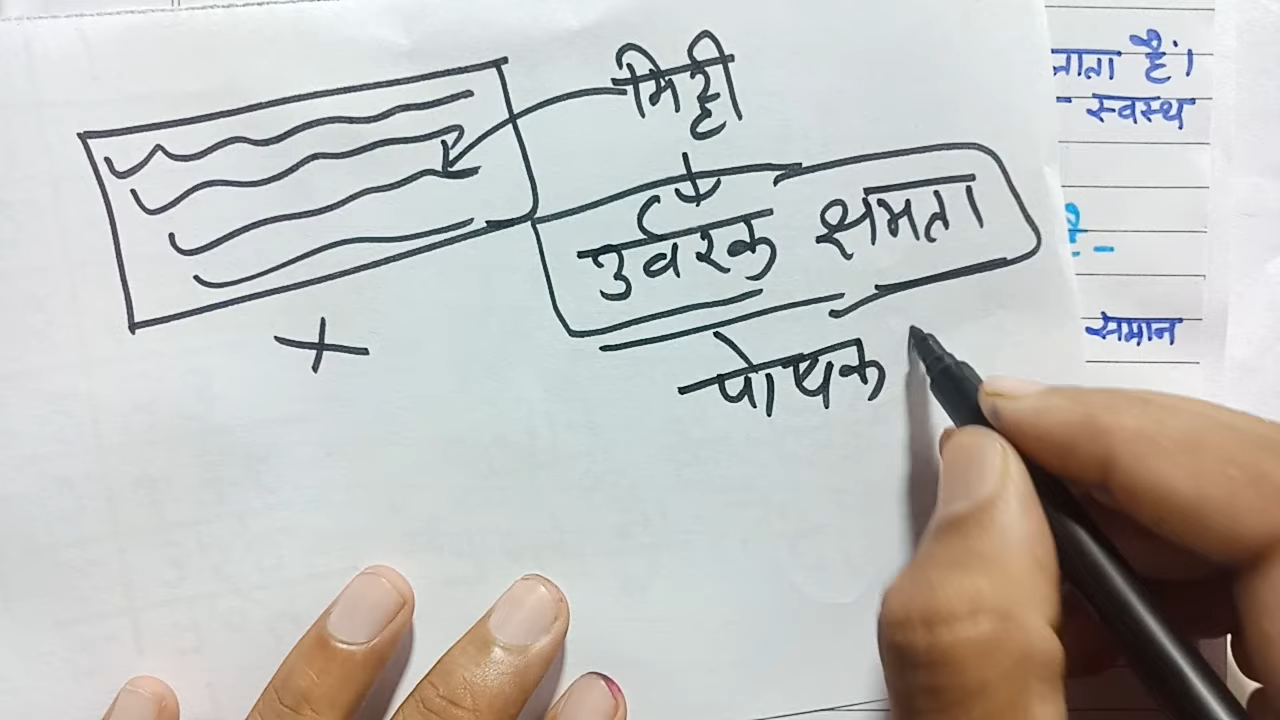 मिट्टी
उर्वरक क्षमता
पोषक
जाता है।
- स्वस्थ
समान